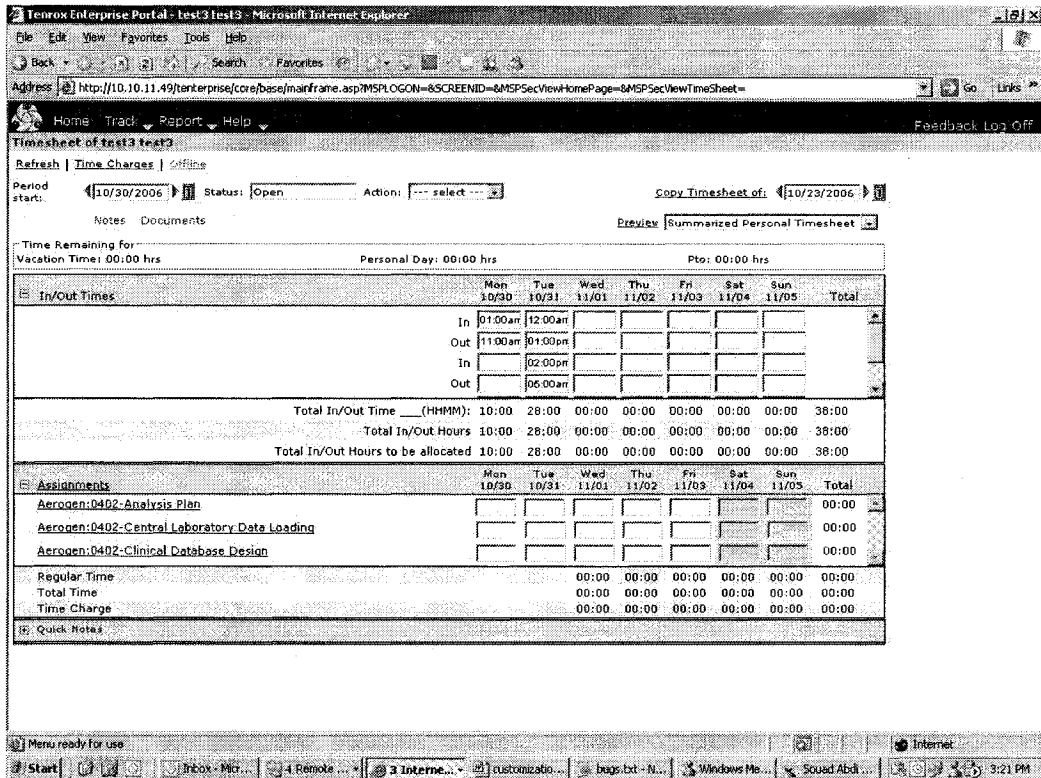 Tenrox Enterprise Portal - test3 test3 - Microsoft Internet Explorer
File Edit View Favorites Tools Help
Back Search Favorites
Address http://10.10.11.49/tenterprise/core/base/mainframe.asp?MSPLOGON=&SCREENID=&MSPSecViewHomePage=&MSPSecViewTimeSheet= Go Links »
Home Track Report Help Feedback Log Off
Timesheet of test3 test3
Refresh | Time Charges | Offline
Period start: 10/30/2006 Status: Open Action: --- select --- Copy Timesheet of: 10/23/2006
Notes Documents Preview Summarized Personal Timesheet
Time Remaining for
Vacation Time: 00:00 hrs Personal Day: 00:00 hrs Pto: 00:00 hrs
Mon Tue Wed Thu Fri Sat Sun
In/Out Times 10/30 10/31 11/01 11/02 11/03 11/04 11/05 Total
In 01:00am 12:00am
Out 11:00am 01:00pm
In 02:00pm
Out 05:00am
Total In/Out Time ___(HHMM): 10:00 28:00 00:00 00:00 00:00 00:00 00:00 38:00
Total In/Out Hours 10:00 28:00 00:00 00:00 00:00 00:00 00:00 38:00
Total In/Out Hours to be allocated 10:00 28:00 00:00 00:00 00:00 00:00 00:00 38:00
Mon Tue Wed Thu Fri Sat Sun
Assignments 10/30 10/31 11/01 11/02 11/03 11/04 11/05 Total
Aerogen:0402-Analysis Plan 00:00
Aerogen:0402-Central Laboratory Data Loading 00:00
Aerogen:0402-Clinical Database Design 00:00
Regular Time 00:00 00:00 00:00 00:00 00:00 00:00
Total Time 00:00 00:00 00:00 00:00 00:00 00:00
Time Charge 00:00 00:00 00:00 00:00 00:00 00:00
Quick Notes
Menu ready for use Internet
Start Inbox - Micr... 4 Remote ... 3 Interne... customizatio... bugs.txt - N... Windows Me... Souad Abdi ... 3:21 PM